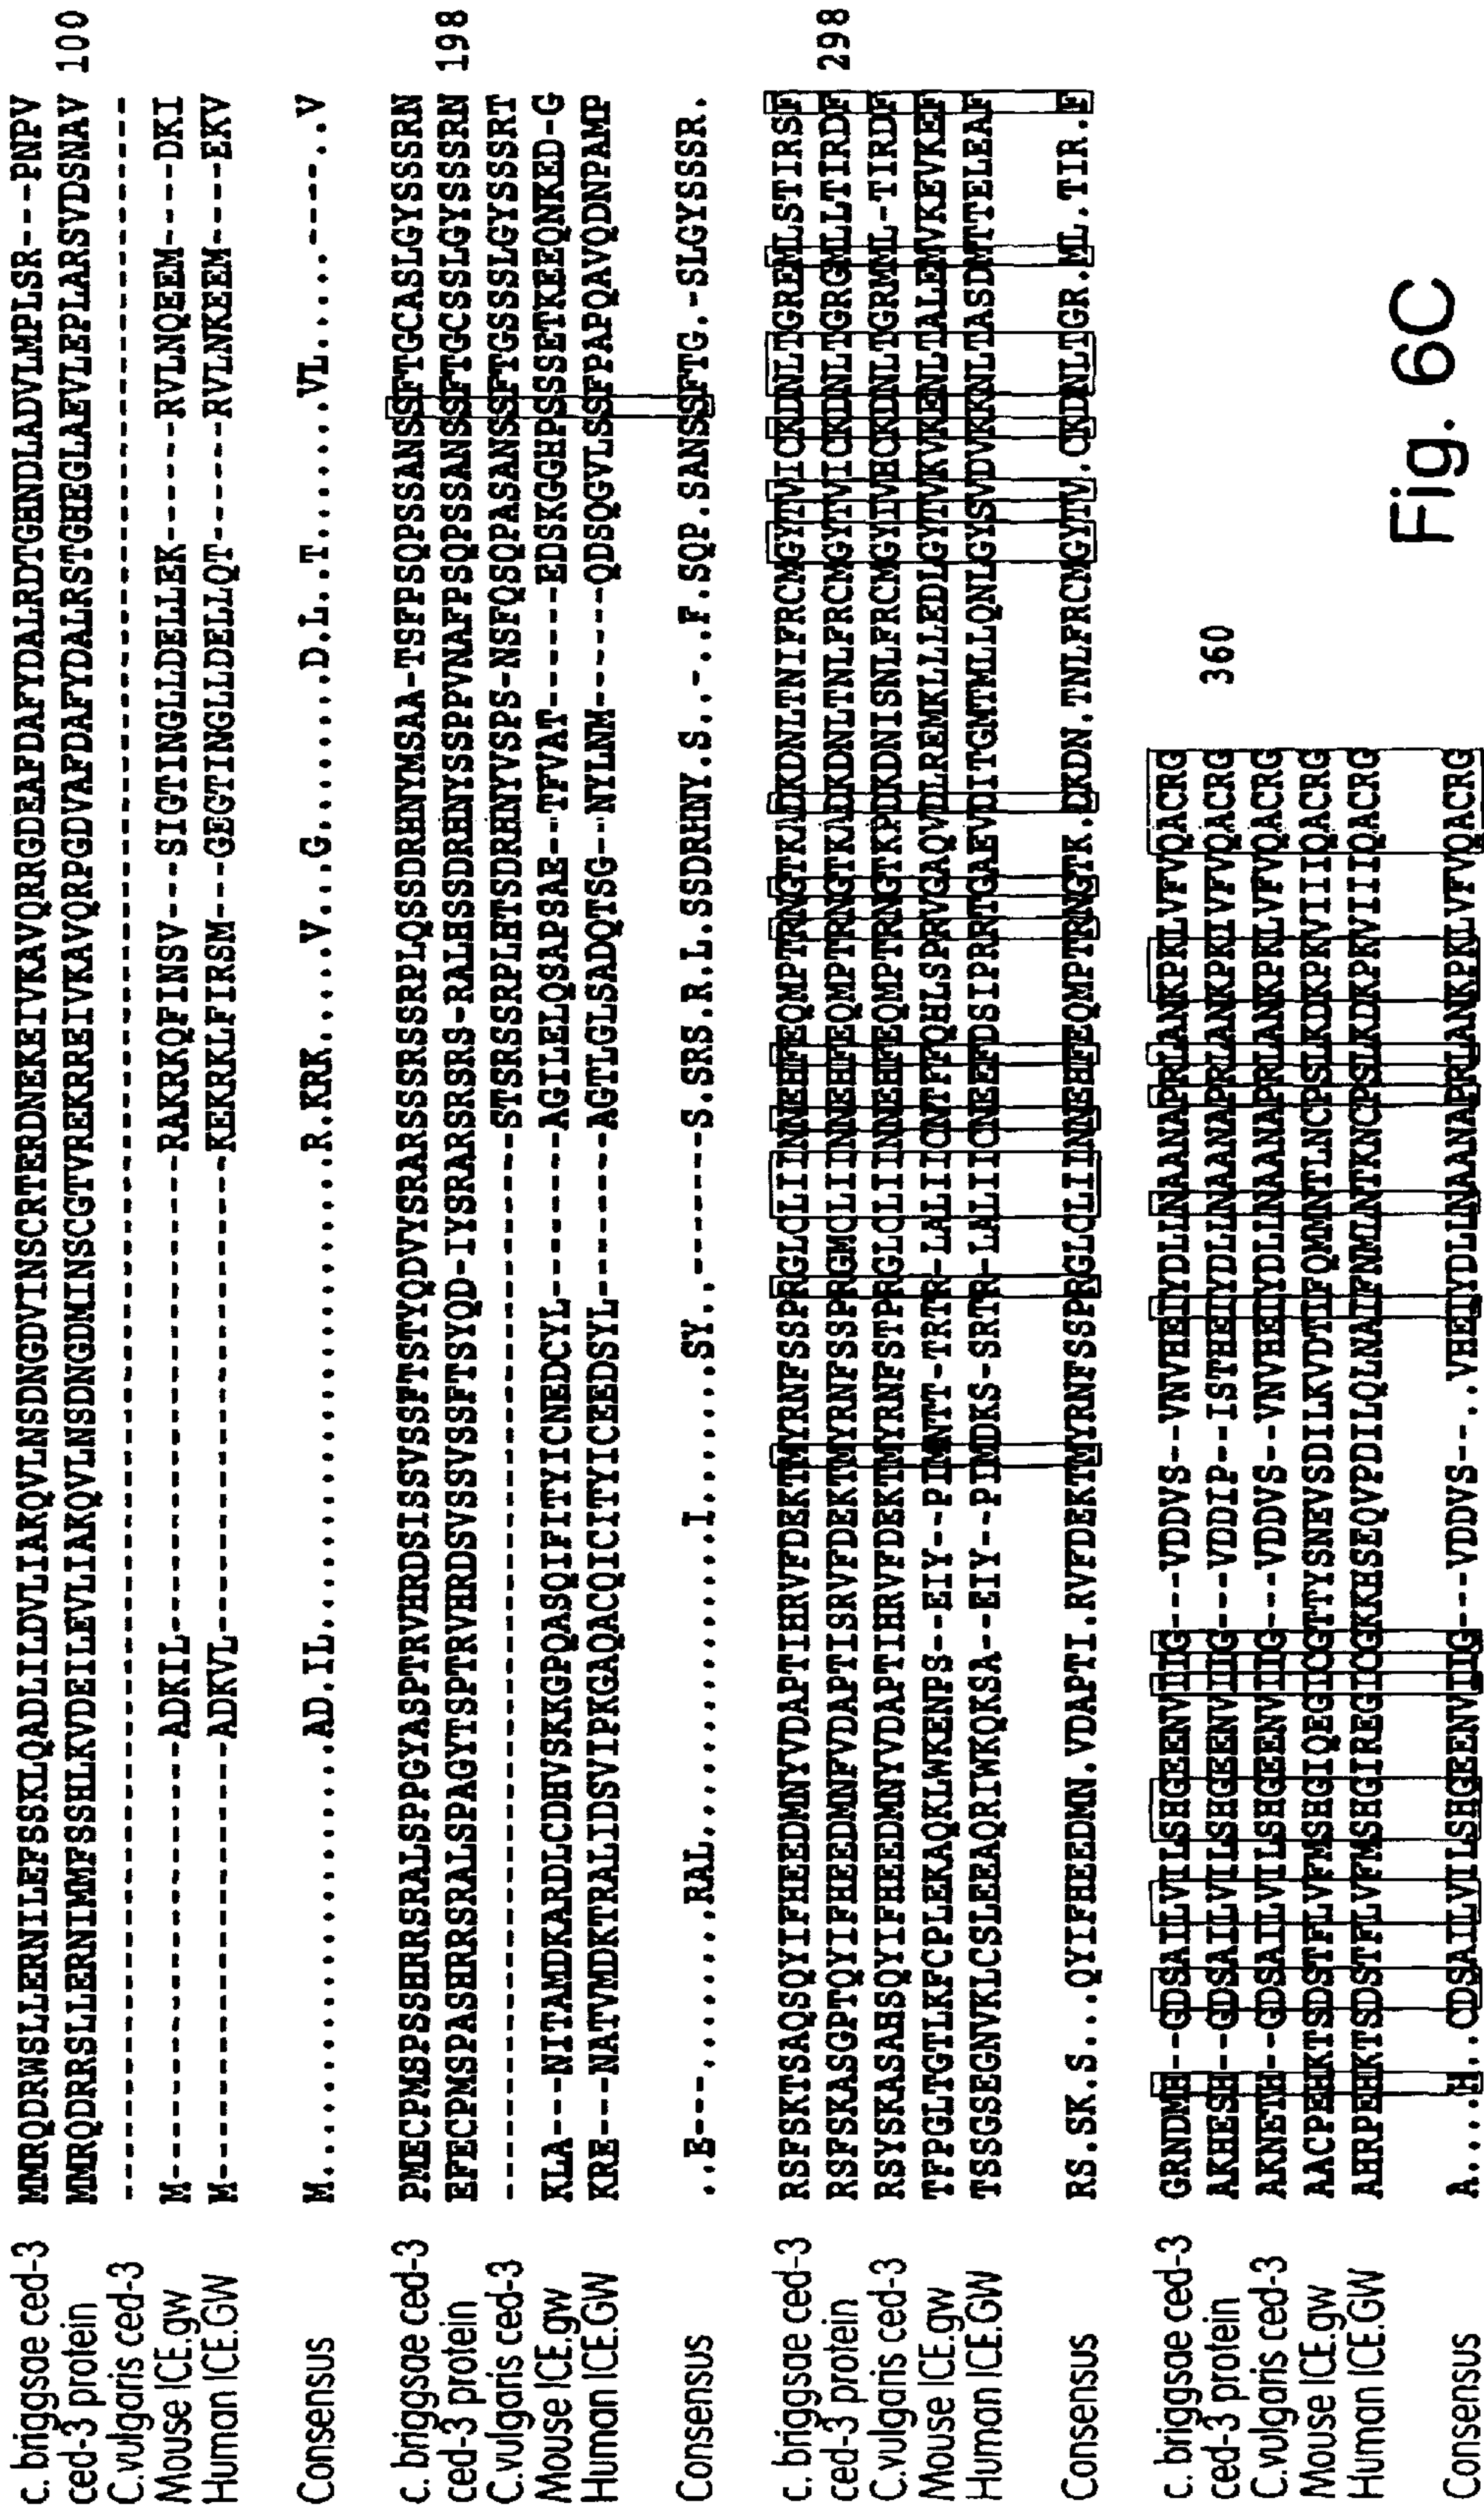 c. briggsae ced-3 MMRQDRWSLLERNILEFSSKLQADLILDVLIAKQVLNSDNGDVINSCRTERDNEKEIVKAVQRRGDEAFDAFYDALRDTGHNDLADVLMPLSR---PNPV
ced-3 protein MMRQDRRSLLERNIMMFSSHLKVDEILEVLIAKQVLNSDNGDMINSCGTVREKRREIVKAVQRPGDVAFDAFYDALRSTGHEGLAEVLEPLARSVDSNAV 100
C.vulgaris ced-3 ----------------------------------------------------------------------------------------------------
Mouse ICE.gw M---------------------ADKIL-----------------------RAKRKQFINSV---SIGTINGLLDELLEK------RVLNQEEM----DKI
Human ICE.GW M---------------------ADKVL-----------------------KEKRKLFIRSM---GEGTINGLLDELLQT------RVLNKEEM----EKV
Consensus M.....................AD.IL.......................R.KRK.....V...G........D.L..T.......VL.....----..V
c. briggsae ced-3 PMECPMSPSSHRRSRALSPPGYASPTRVHRDSISSVSSFTSTYQDVYSRARSSSRSSRPLQSSDRHNYMSAA-TSFPSQPSSANSSFTGCASLGYSSSRN
ced-3 protein EFECPMSPASHRRSRALSPAGYTSPTRVHRDSVSSVSSFTSYQD-IYSRARSRSRS-RALHSSDRHNYSSPPVNAFPSQPSSANSSFTGCSSLGYSSSRN 198
C.vulgaris ced-3 ---------------------------------------------------STSRSSRPLHTSDRHNYVSPS-NSFQSQPASANSSFTGSSSLGYSSSRT
Mouse ICE.gw KLA---NITAMDKARDLCDHVSKKGPQASQIFITYICNEDCYL--------AGILELQSAPSAE--TFVAT------EDSKGGHPSSSETKEEQNKED-G
Human ICE.GW KRE---NATVMDKTRALIDSVIPKGAQACQICITYICEEDSYL--------AGTLGLSADQTSG--NYLNM------QDSQGVLSSFPAPQAVQDNPAMP
Consensus ..E---........RAL...............I.......SY..-------S.SRS.R.L.SSDRHNY.S..-..F.SQP.SANSSFTG.-SLGYSSSR.
c. briggsae ced-3 RSFSKTSAQSQYIFHEEDMNYVDAPTIHRVFDEKTMYRNFSSPRGLCLIINNEHFEQMPTRNGTKADKDNLTNIFRCMGYTVICKDNLTGREMLSTIRSF
ced-3 protein RSFSKASGPTQYIFHEEDMNFVDAPTISRVFDEKTMYRNFSSPRGMCLIINNEHFEQMPTRNGTKADKDNLTNLFRCMGYTVICKDNLTGRGMLLTIRDF 298
C.vulgaris ced-3 RSYSKASAHSQYIFHEEDMNYVDAPTIHRVFDEKTMYRNFSTPRGLCLIINNEHFEQMPTRNGTKPDKDNISNLFRCMGYIVHCKDNLTGRMML-TIRDF
Mouse ICE.gw TFPGLTGTLKFCPLEKAQKLWKENPS--EIY--PIMNTT-TRTR-LALIICNTEFQHLSPRVGAQVDLREMKLLLEDLGYTVKVKENLTALEMVKEVKEF
Human ICE.GW TSSGSEGNVKLCSLEEAQRIWKQKSA--EIY--PIMDKS-SRTR-LALIICNEEFDSIPRRTGAEVDITGMTMLLQNLGYSVDVKKNLTASDMTTELEAF
Consensus RS.SK.S...QYIFHEEDMN.VDAPTI.RVFDEKTMYRNFSSPRGLCLIINNEHFEQMPTRNGTK.DKDN.TNLFRCMGYTV.CKDNLTGR.ML.TIR.F
c. briggsae ced-3 GRNDMH--GDSAILVILSHGEENVIIG---VDDVS--VNVHEIYDLLNAANAPRLANKPKLVFVQACRG
ced-3 protein AKHESH--GDSAILVILSHGEENVIIG---VDDIP--ISTHEIYDLLNAANAPRLANKPKIVFVQACRG 360
C.vulgaris ced-3 AKNETH--GDSAILVILSHGEENVIIG---VDDVS--VNVHEIYDLLNAANAPRLANKPKLVFVQACRG
Mouse ICE.gw AACPEHKTSDSTFLVFMSHGIQEGICGTTYSNEVSDILKVDTIFQMMNTLNCPSLKDKPKVIIIQACRG
Human ICE.GW AHRPEHKTSDSTFLVFMSHGIREGICGKKHSEQVPDILQLNAIFNMLNTKNCPSLKDKPKVIIIQACRG
Consensus A....H..GDSAILVILSHGEENVIIG---VDDVS--..VHEIYDLLNAANAPRLANKPKLVFVQACRG
Fig. 6C